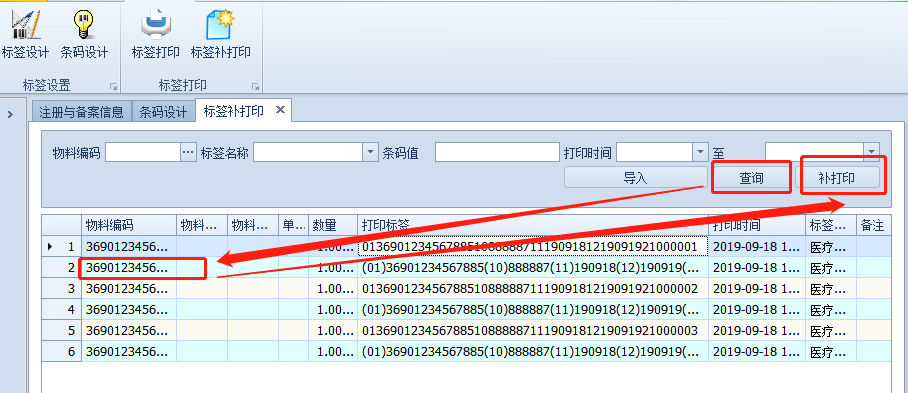 标签设计 条码设计 标签打印 标签补打印
标签设置 标签打印
注册与备案信息 条码设计 标签补打印
物料编码 标签名称 条码值 打印时间 至
导入 查询 补打印
物料编码 物料... 物料... 单... 数量 打印标签 打印时间 标签... 备注
1 3690123456... 1.00... 2019-09-18 1... 医疗...
2 3690123456... 1.00... (01)36901234567885(10)888887(11)190918(12)190919(... 2019-09-18 1... 医疗...
3 3690123456... 1.00... 01369012345678851088888711190918121909192​1000002 2019-09-18 1... 医疗...
4 3690123456... 1.00... (01)36901234567885(10)888887(11)190918(12)190919(... 2019-09-18 1... 医疗...
5 3690123456... 1.00... 013690123456788510888887111909181219091921000003 2019-09-18 1... 医疗...
6 3690123456... 1.00... (01)36901234567885(10)888887(11)190918(12)190919(... 2019-09-18 1... 医疗...